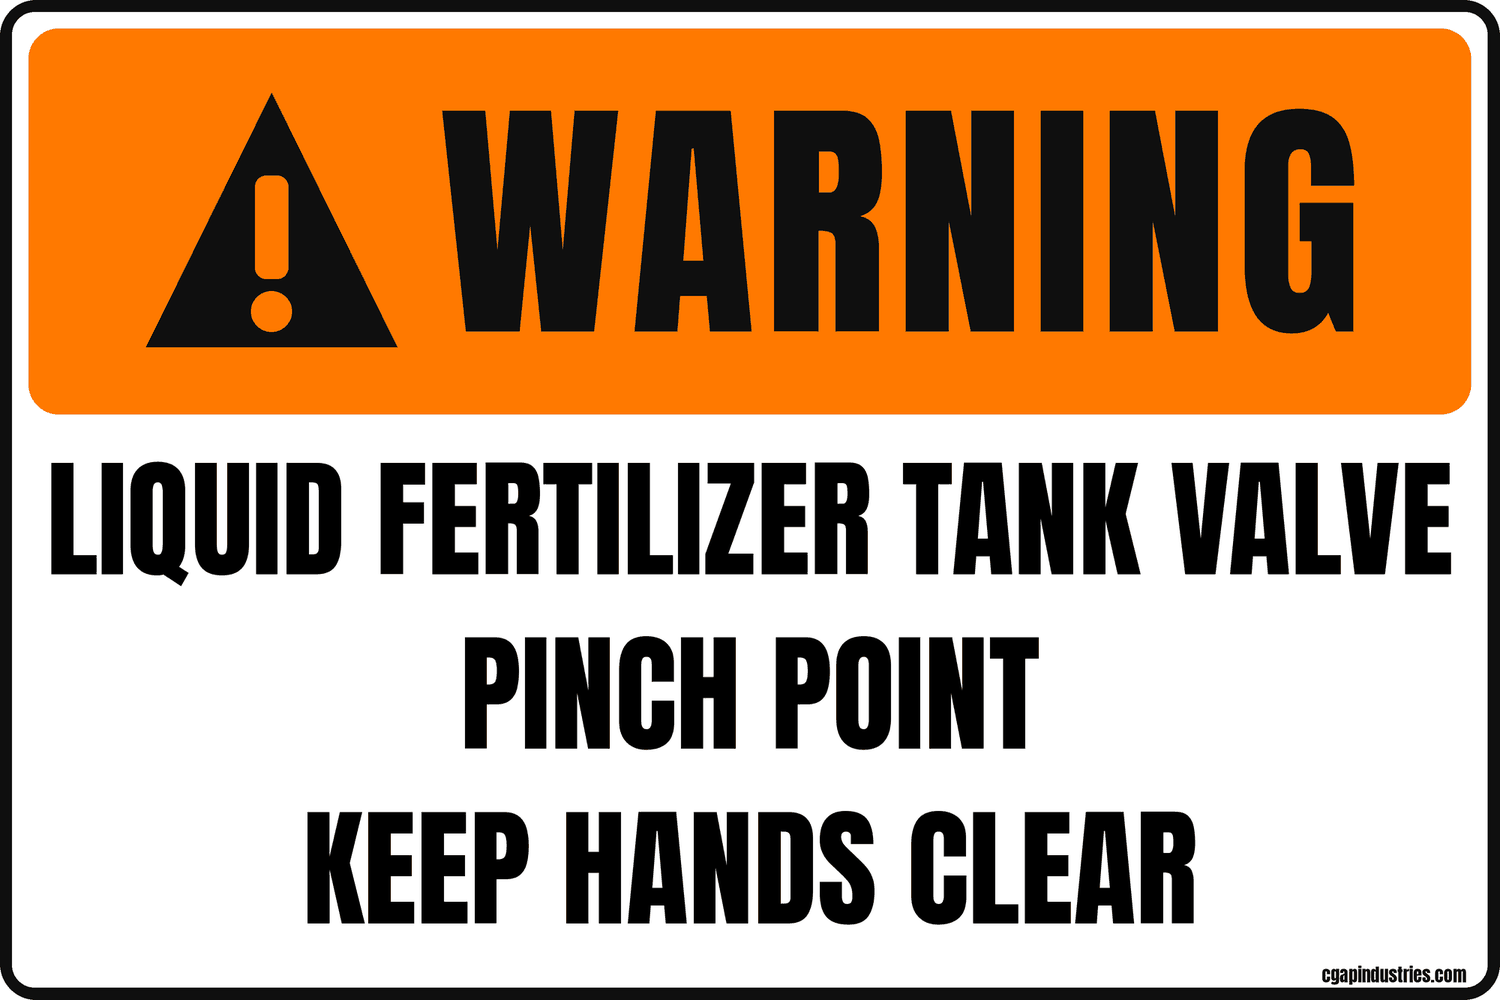 WARNING
LIQUID FERTILIZER TANK VALVE
PINCH POINT
KEEP HANDS CLEAR
cgapindustries.com